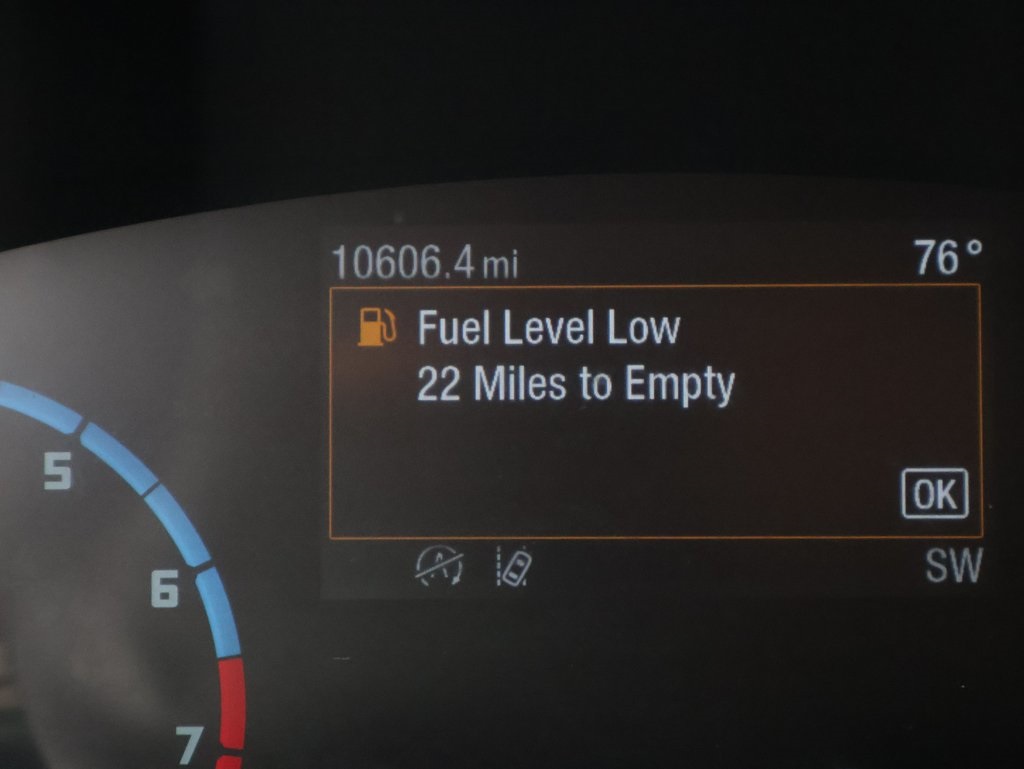 10606.4 mi 76°
Fuel Level Low
22 Miles to Empty
OK
SW
5
6
7